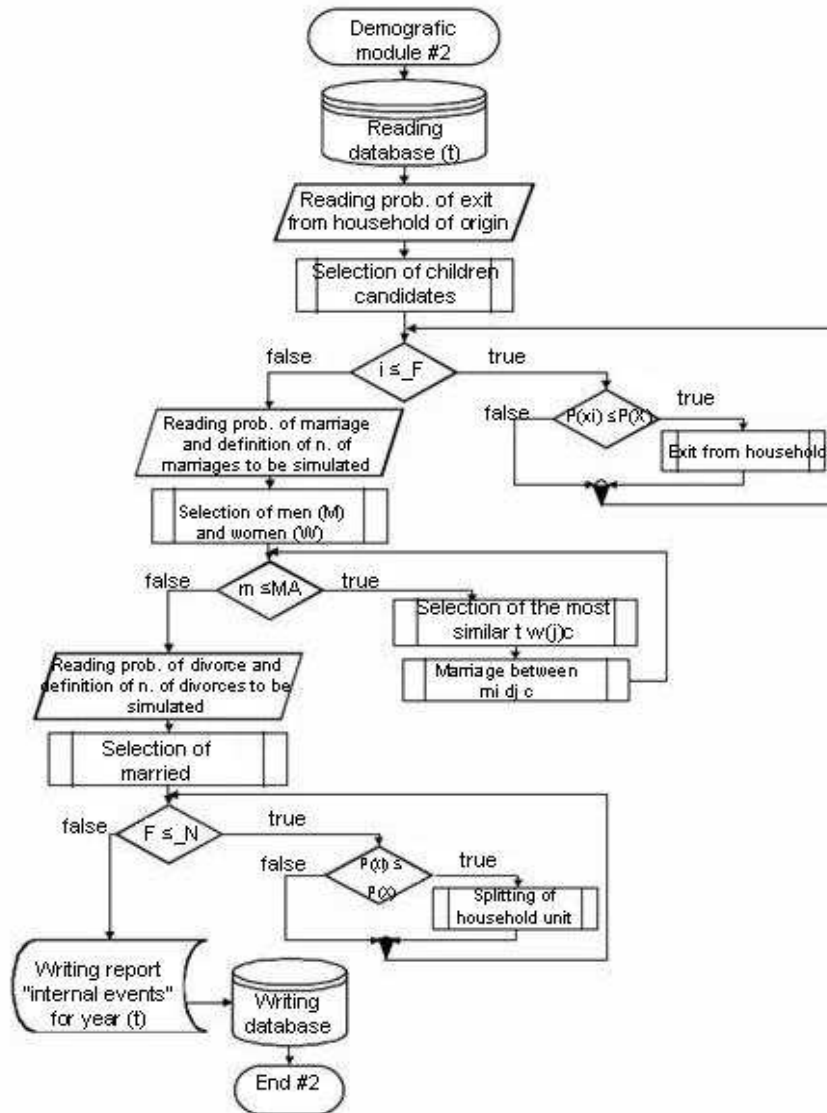 Demografic
module #2
Reading
database (t)
Reading prob. of exit
from household of origin
Selection of children
candidates
false
true
i ≤_F
false
P(xi) ≤P(X)
true
Exit from household
Reading prob. of marriage
and definition of n. of
marriages to be simulated
Selection of men (M)
and women (W)
false
m ≤MA
true
Selection of the most
similar t w(j)c
Marriage between
mi dj c
Reading prob. of divorce and
definition of n. of divorces to be
simulated
Selection of
married
false
F ≤_N
true
false
P(xi) ≤
P(X)
true
Splitting of
household unit
Writing report
"internal events"
for year (t)
Writing
database
End #2